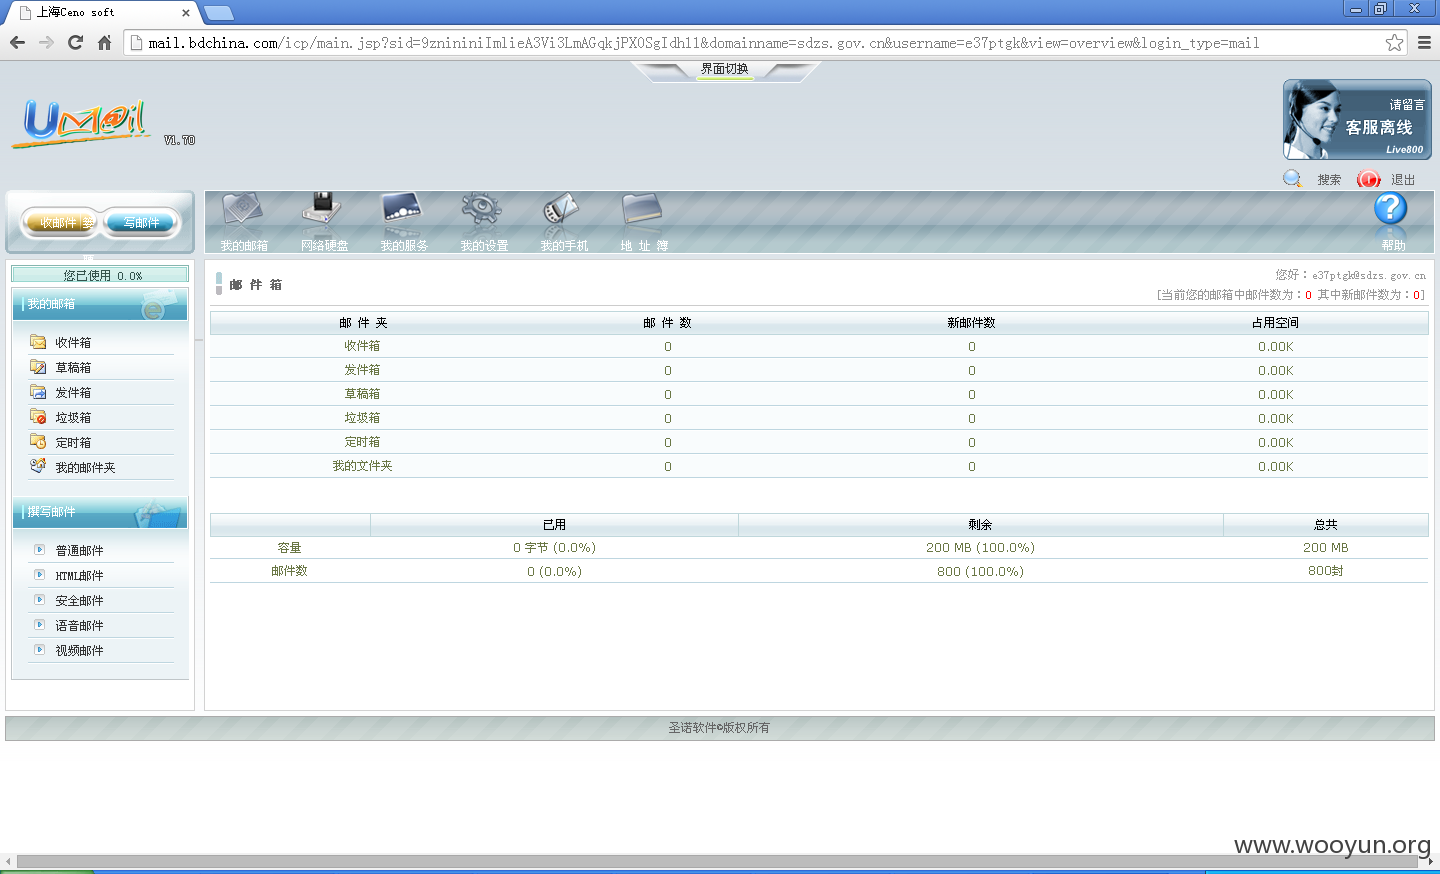 上海Ceno soft
mail.bdchina.com/icp/main.jsp?sid=9znininiImlieA3Vi3LmAGqkjPX0SgIdh11&domainname=sdzs.gov.cn&username=e37ptgk&view=overview&login_type=mail
界面切换
UMail V1.70
请留言
客服离线
Live800
搜索 退出
收邮件 写邮件
我的邮箱 网络硬盘 我的服务 我的设置 我的手机 地 址 簿 帮助
您已使用 0.0%
我的邮箱
收件箱
草稿箱
发件箱
垃圾箱
定时箱
我的邮件夹
撰写邮件
普通邮件
HTML邮件
安全邮件
语音邮件
视频邮件
邮 件 箱
您好：e37ptgk@sdzs.gov.cn
[当前您的邮箱中邮件数为：0 其中新邮件数为：0]
邮 件 夹 邮 件 数 新邮件数 占用空间
收件箱 0 0 0.00K
发件箱 0 0 0.00K
草稿箱 0 0 0.00K
垃圾箱 0 0 0.00K
定时箱 0 0 0.00K
我的文件夹 0 0 0.00K
已用 剩余 总共
容量 0 字节 (0.0%) 200 MB (100.0%) 200 MB
邮件数 0 (0.0%) 800 (100.0%) 800封
圣诺软件©版权所有
www.wooyun.org